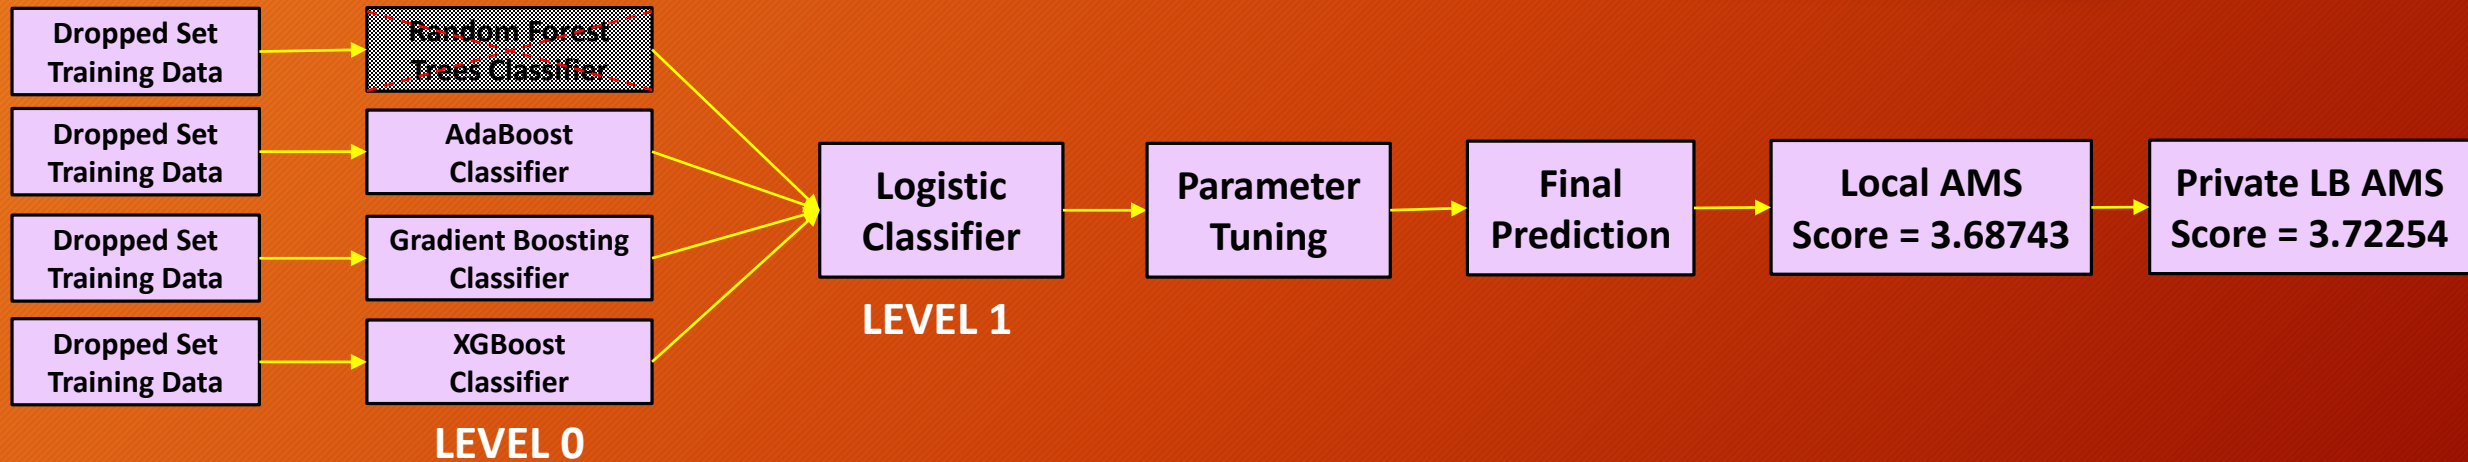 Dropped Set
Training Data
Random Forest
Trees Classifier
Dropped Set
Training Data
AdaBoost
Classifier
Dropped Set
Training Data
Gradient Boosting
Classifier
Dropped Set
Training Data
XGBoost
Classifier
LEVEL 0
Logistic
Classifier
LEVEL 1
Parameter
Tuning
Final
Prediction
Local AMS
Score = 3.68743
Private LB AMS
Score = 3.72254